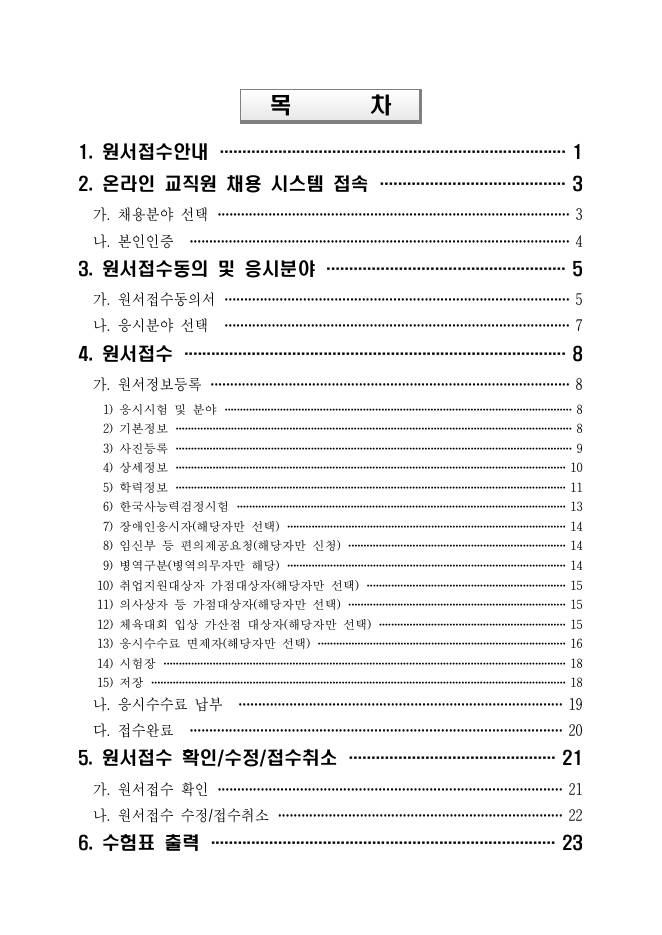 목 차
1. 원서접수안내 ······ 1
2. 온라인 교직원 채용 시스템 접속 ······ 3
가. 채용분야 선택 ······ 3
나. 본인인증 ······ 4
3. 원서접수동의 및 응시분야 ······ 5
가. 원서접수동의서 ······ 5
나. 응시분야 선택 ······ 7
4. 원서접수 ······ 8
가. 원서정보등록 ······ 8
1) 응시시험 및 분야 ······ 8
2) 기본정보 ······ 8
3) 사진등록 ······ 9
4) 상세정보 ······ 10
5) 학력정보 ······ 11
6) 한국사능력검정시험 ······ 13
7) 장애인응시자(해당자만 선택) ······ 14
8) 임신부 등 편의제공요청(해당자만 신청) ······ 14
9) 병역구분(병역의무자만 해당) ······ 14
10) 취업지원대상자 가점대상자(해당자만 선택) ······ 15
11) 의사상자 등 가점대상자(해당자만 선택) ······ 15
12) 체육대회 입상 가산점 대상자(해당자만 선택) ······ 15
13) 응시수수료 면제자(해당자만 선택) ······ 16
14) 시험장 ······ 18
15) 저장 ······ 18
나. 응시수수료 납부 ······ 19
다. 접수완료 ······ 20
5. 원서접수 확인/수정/접수취소 ······ 21
가. 원서접수 확인 ······ 21
나. 원서접수 수정/접수취소 ······ 22
6. 수험표 출력 ······ 23